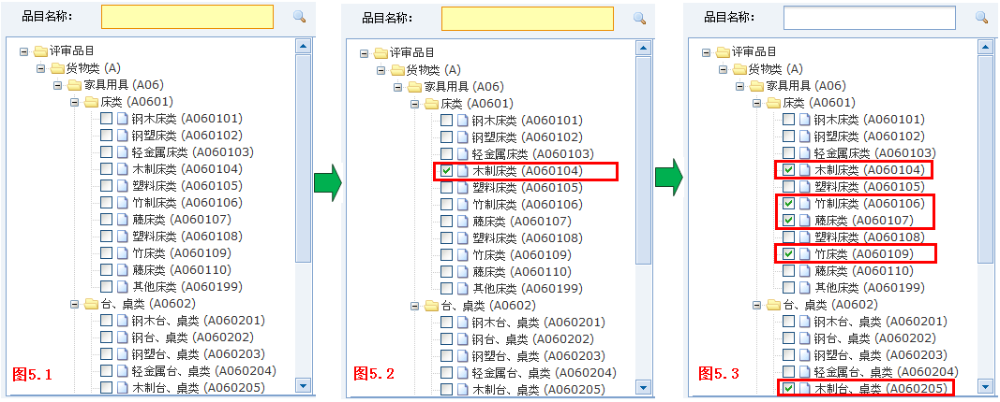 品目名称:
评审品目
货物类 (A)
家具用具 (A06)
床类 (A0601)
钢木床类 (A060101)
钢塑床类 (A060102)
轻金属床类 (A060103)
木制床类 (A060104)
塑料床类 (A060105)
竹制床类 (A060106)
藤床类 (A060107)
塑料床类 (A060108)
竹床类 (A060109)
藤床类 (A060110)
其他床类 (A060199)
台、桌类 (A0602)
钢木台、桌类 (A060201)
钢台、桌类 (A060202)
钢塑台、桌类 (A060203)
轻金属台、桌类 (A060204)
木制台、桌类 (A060205)
图5.1
品目名称:
评审品目
货物类 (A)
家具用具 (A06)
床类 (A0601)
钢木床类 (A060101)
钢塑床类 (A060102)
轻金属床类 (A060103)
木制床类 (A060104)
塑料床类 (A060105)
竹制床类 (A060106)
藤床类 (A060107)
塑料床类 (A060108)
竹床类 (A060109)
藤床类 (A060110)
其他床类 (A060199)
台、桌类 (A0602)
钢木台、桌类 (A060201)
钢台、桌类 (A060202)
钢塑台、桌类 (A060203)
轻金属台、桌类 (A060204)
木制台、桌类 (A060205)
图5.2
品目名称:
评审品目
货物类 (A)
家具用具 (A06)
床类 (A0601)
钢木床类 (A060101)
钢塑床类 (A060102)
轻金属床类 (A060103)
木制床类 (A060104)
塑料床类 (A060105)
竹制床类 (A060106)
藤床类 (A060107)
塑料床类 (A060108)
竹床类 (A060109)
藤床类 (A060110)
其他床类 (A060199)
台、桌类 (A0602)
钢木台、桌类 (A060201)
钢台、桌类 (A060202)
钢塑台、桌类 (A060203)
轻金属台、桌类 (A060204)
木制台、桌类 (A060205)
图5.3